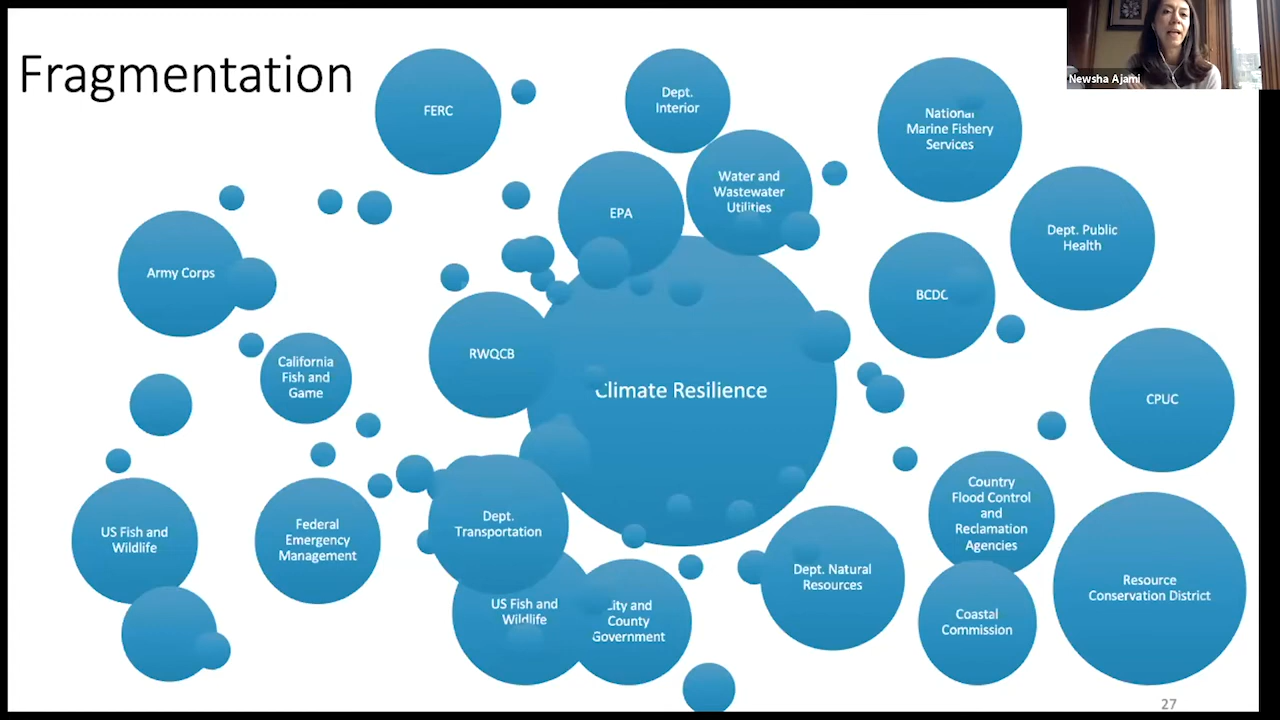 Fragmentation
Newsha Ajami
FERC
Dept.
Interior
National
Marine Fishery
Services
Water and
Wastewater
Utilities
EPA
Dept. Public
Health
Army Corps
BCDC
RWQCB
California
Fish and
Game
Climate Resilience
CPUC
Country
Flood Control
and
Reclamation
Agencies
US Fish and
Wildlife
Federal
Emergency
Management
Dept.
Transportation
Dept. Natural
Resources
Resource
Conservation District
US Fish and
Wildlife
City and
County
Government
Coastal
Commission
27